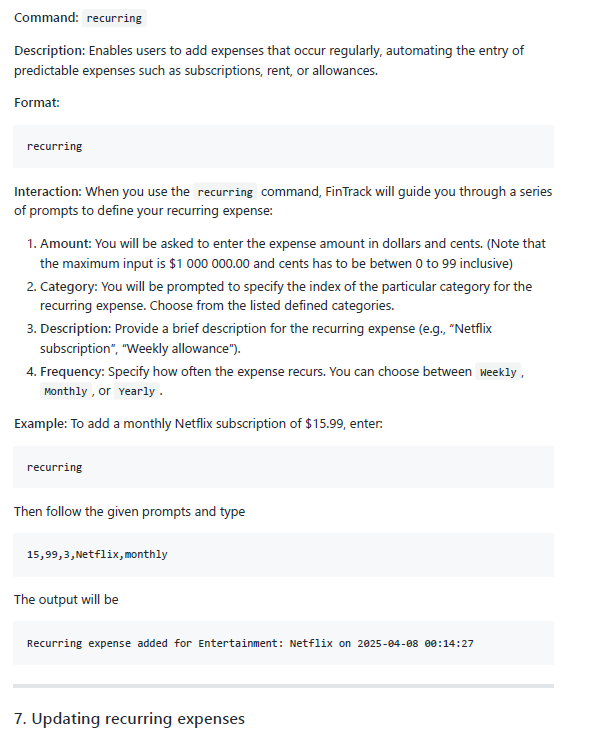 Command: recurring
Description: Enables users to add expenses that occur regularly, automating the entry of
predictable expenses such as subscriptions, rent, or allowances.
Format:
recurring
Interaction: When you use the recurring command, FinTrack will guide you through a series
of prompts to define your recurring expense:
1. Amount: You will be asked to enter the expense amount in dollars and cents. (Note that
the maximum input is $1 000 000.00 and cents has to be betwen 0 to 99 inclusive)
2. Category: You will be prompted to specify the index of the particular category for the
recurring expense. Choose from the listed defined categories.
3. Description: Provide a brief description for the recurring expense (e.g., “Netflix
subscription”, “Weekly allowance”).
4. Frequency: Specify how often the expense recurs. You can choose between Weekly ,
Monthly , or Yearly .
Example: To add a monthly Netflix subscription of $15.99, enter:
recurring
Then follow the given prompts and type
15,99,3,Netflix,monthly
The output will be
Recurring expense added for Entertainment: Netflix on 2025-04-08 00:14:27
7. Updating recurring expenses